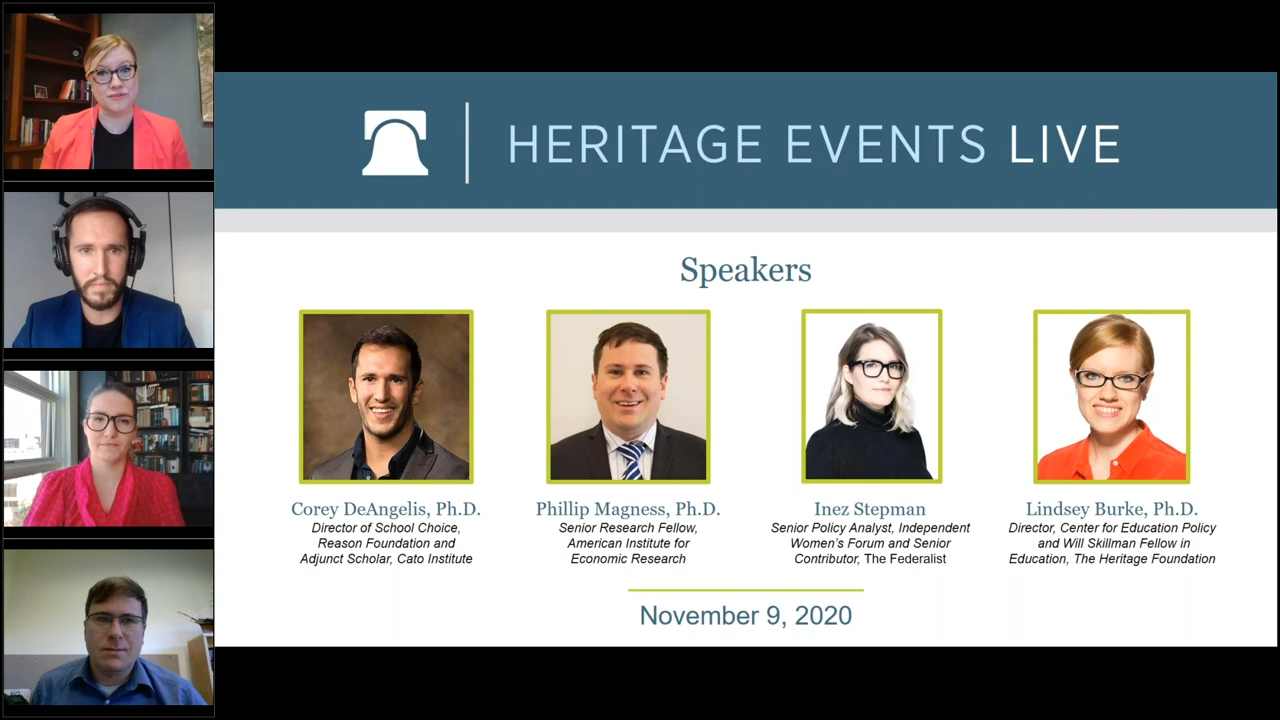 HERITAGE EVENTS LIVE
Speakers
Corey DeAngelis, Ph.D.
Director of School Choice,
Reason Foundation and
Adjunct Scholar, Cato Institute
Phillip Magness, Ph.D.
Senior Research Fellow,
American Institute for
Economic Research
Inez Stepman
Senior Policy Analyst, Independent
Women's Forum and Senior
Contributor, The Federalist
Lindsey Burke, Ph.D.
Director, Center for Education Policy
and Will Skillman Fellow in
Education, The Heritage Foundation
November 9, 2020